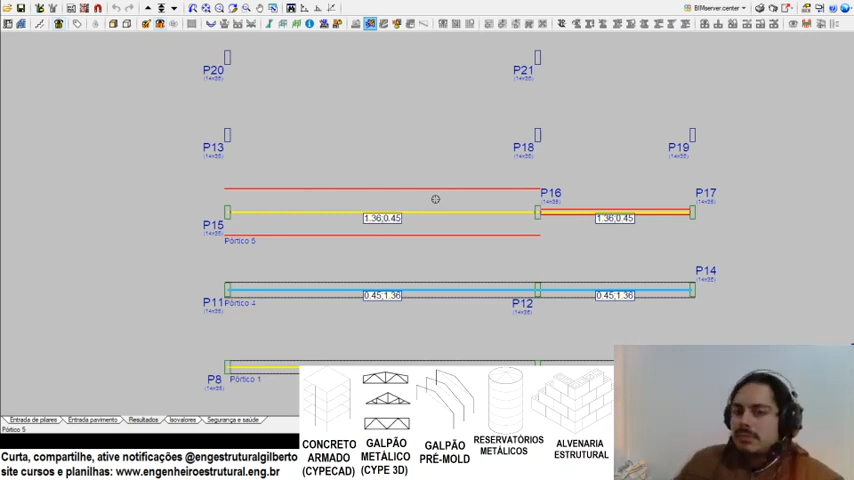 BIMserver.center
P20
(14x35)
P21
(14x35)
P13
(14x35)
P18
(14x35)
P19
(14x35)
P16
(14x35)
P17
(14x35)
1.36;0.45
1.36;0.45
P15
(14x35)
Pórtico 5
P14
(14x35)
0.45;1.36
0.45;1.36
P11
(14x35)
Pórtico 4
P12
(14x35)
P8
(14x35)
Pórtico 1
Entrada de pilares
Entrada pavimento
Resultados
Isovalores
Segurança e saúde
Pórtico 5
CONCRETO
ARMADO
(CYPECAD)
GALPÃO
METÁLICO
(CYPE 3D)
GALPÃO
PRÉ-MOLD
RESERVATÓRIOS
METÁLICOS
ALVENARIA
ESTRUTURAL
Curta, compartilhe, ative notificações @engestruturalgilberto
site cursos e planilhas: www.engenheiroestrutural.eng.br